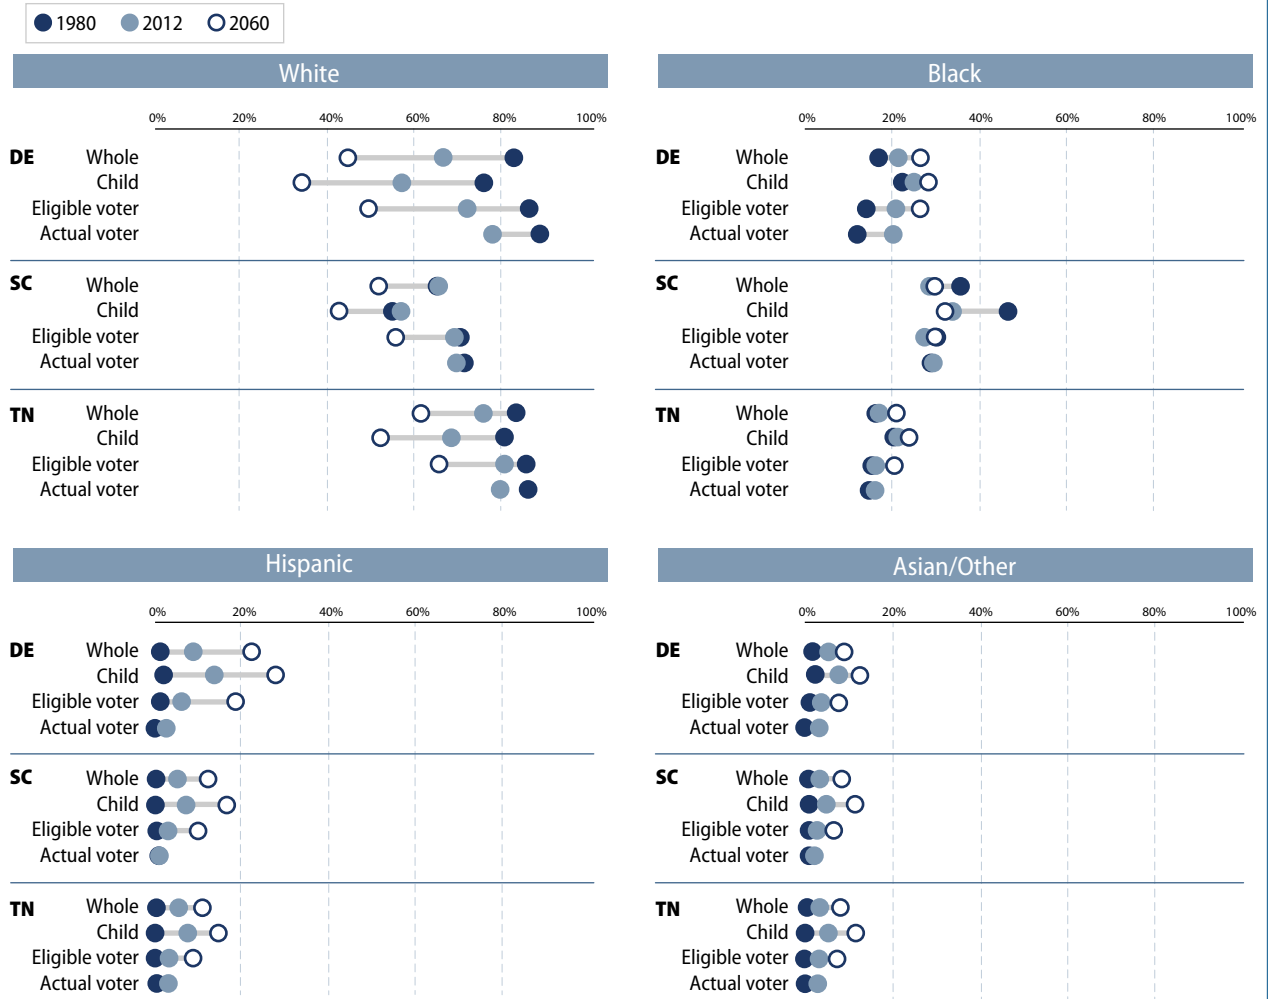 1980 2012 2060
White Black
0% 20% 40% 60% 80% 100% 0% 20% 40% 60% 80% 100%
DE Whole DE Whole
Child Child
Eligible voter Eligible voter
Actual voter Actual voter
SC Whole SC Whole
Child Child
Eligible voter Eligible voter
Actual voter Actual voter
TN Whole TN Whole
Child Child
Eligible voter Eligible voter
Actual voter Actual voter
Hispanic Asian/Other
0% 20% 40% 60% 80% 100% 0% 20% 40% 60% 80% 100%
DE Whole DE Whole
Child Child
Eligible voter Eligible voter
Actual voter Actual voter
SC Whole SC Whole
Child Child
Eligible voter Eligible voter
Actual voter Actual voter
TN Whole TN Whole
Child Child
Eligible voter Eligible voter
Actual voter Actual voter